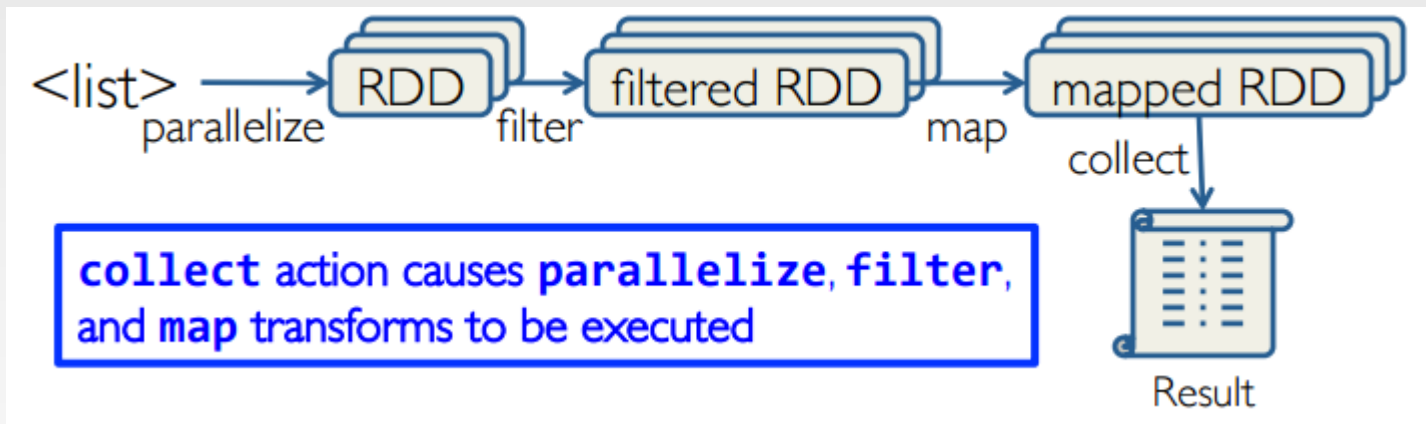 <list>
RDD
filtered RDD
mapped RDD
parallelize
filter
map
collect
collect action causes parallelize, filter,
and map transforms to be executed
Result